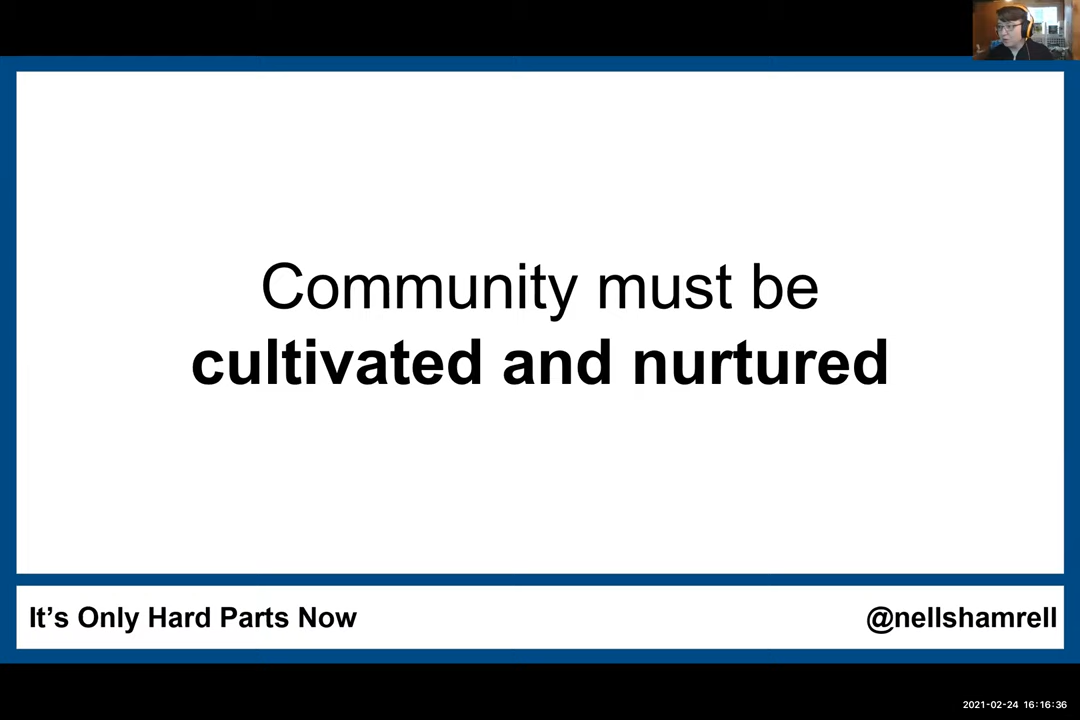 Community must be
cultivated and nurtured
It’s Only Hard Parts Now
@nellshamrell
2021-02-24 16:16:36